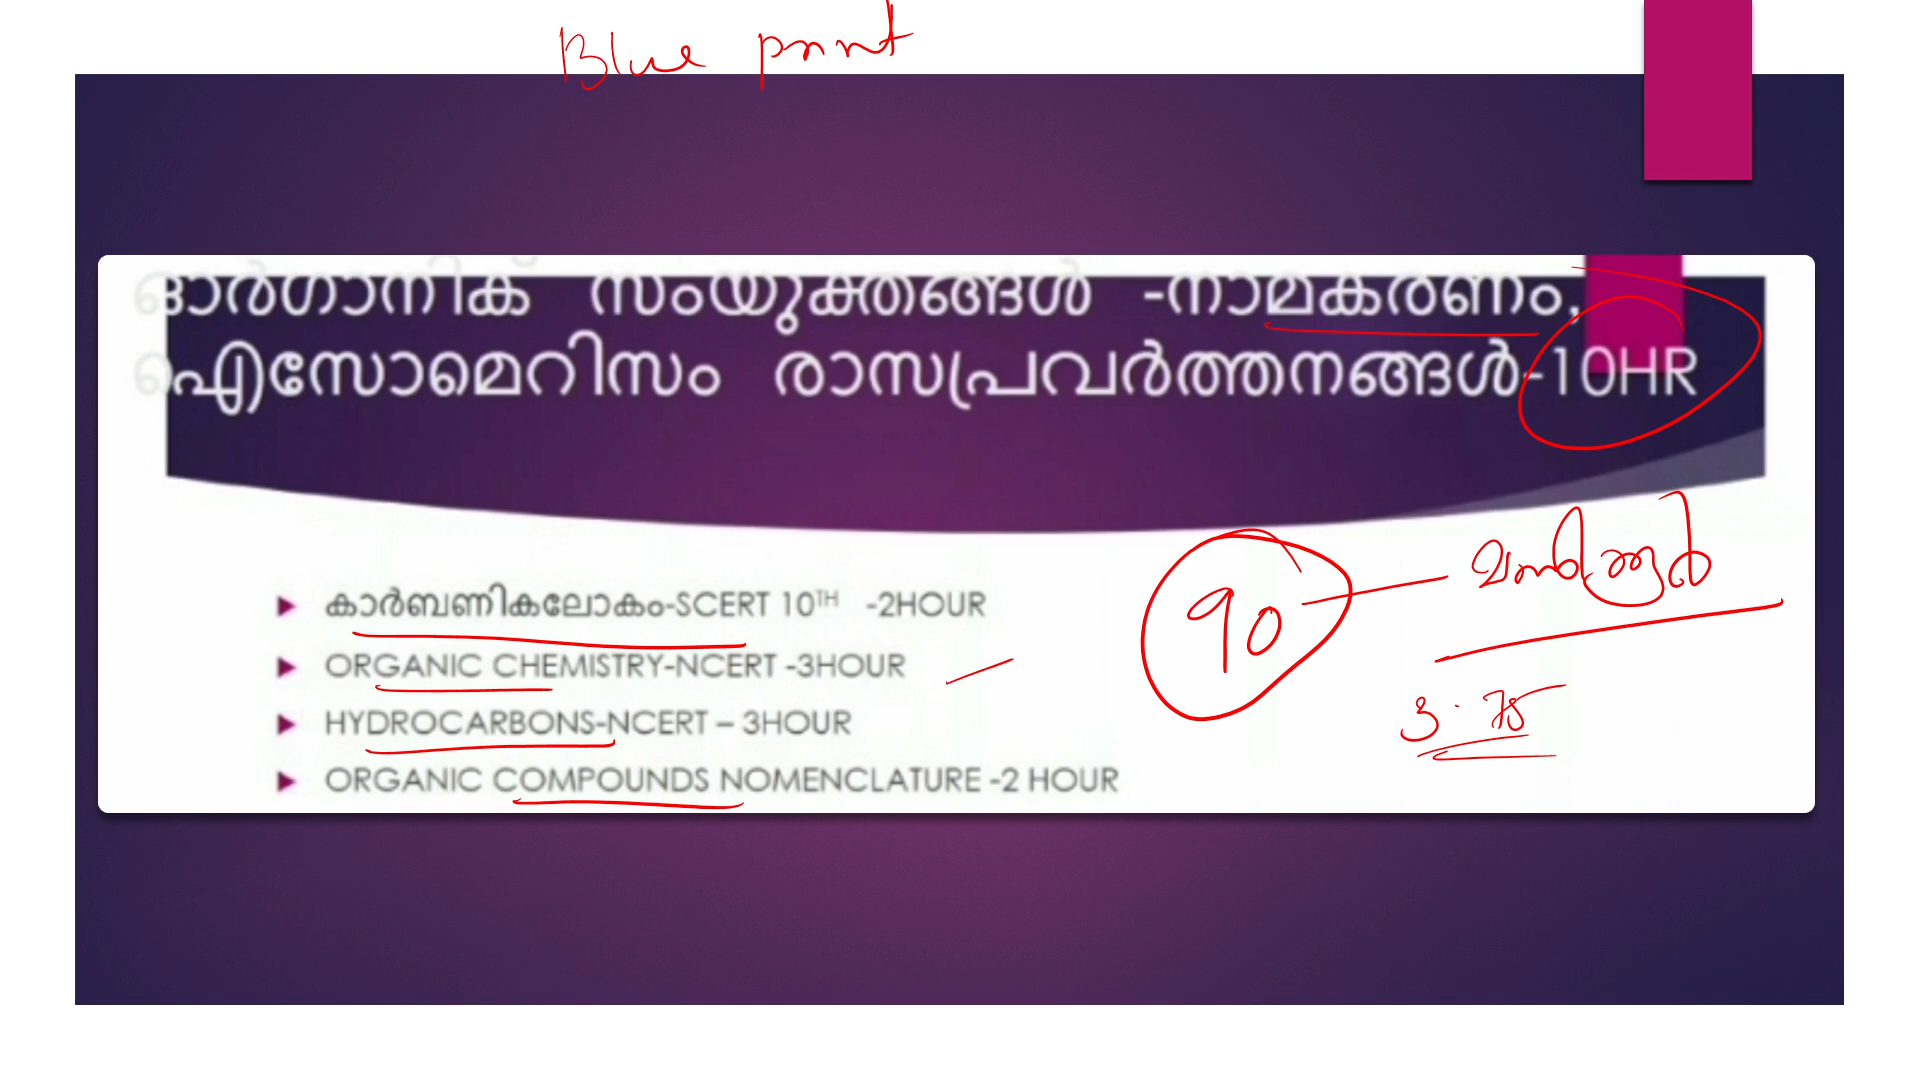 Blue print
ഓർഗാനിക് സംയുക്തങ്ങൾ -നാമകരണം,
ഐസോമെറിസം രാസപ്രവർത്തനങ്ങൾ-10HR
കാർബണികലോകം-SCERT 10TH -2HOUR
ORGANIC CHEMISTRY-NCERT -3HOUR
HYDROCARBONS-NCERT – 3HOUR
ORGANIC COMPOUNDS NOMENCLATURE -2 HOUR
90
3.75